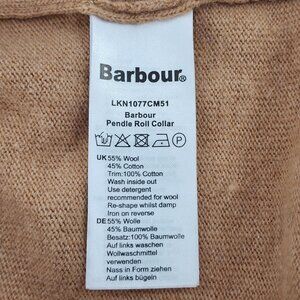 Barbour®
LKN1077CM51
Barbour
Pendle Roll Collar
P
UK 55% Wool
45% Cotton
Trim:100% Cotton
Wash inside out
Use detergent
recommended for wool
Re-shape whilst damp
Iron on reverse
DE 55% Wolle
45% Baumwolle
Besatz:100% Baumwolle
Auf links waschen
Wollwaschmittel
verwenden
Nass in Form ziehen
Auf links bügeln